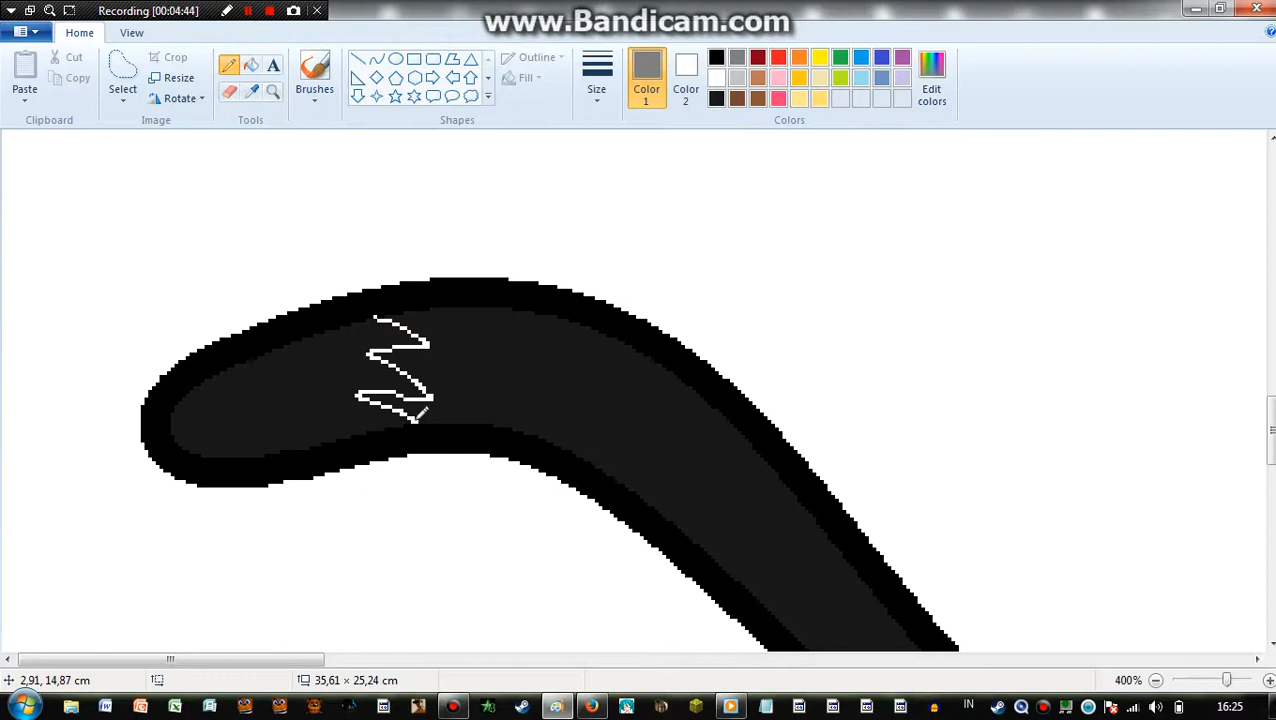 Recording [00:04:44]
www.Bandicam.com
Home
View
Cut
Copy
Paste
Clipboard
Select
Crop
Resize
Rotate
Image
A
Tools
Brushes
Shapes
Outline
Fill
Size
Color 1
Color 2
Edit colors
Colors
2,91, 14,87 cm
35,61 × 25,24 cm
400%
IN
16:25